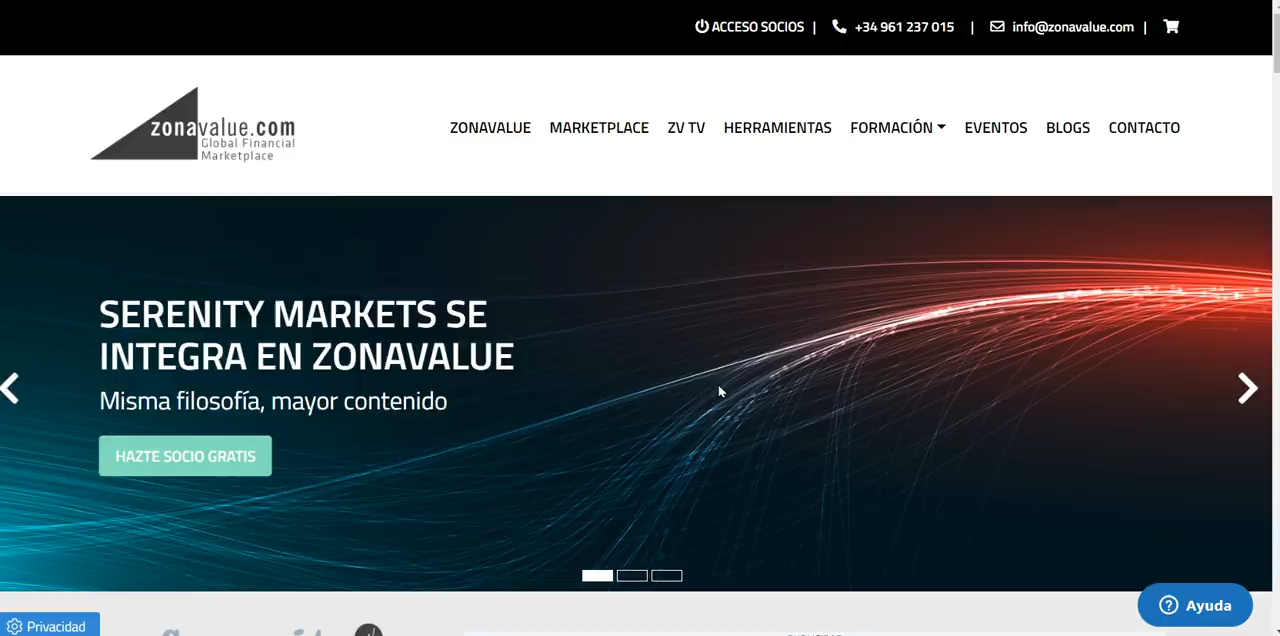 ACCESO SOCIOS | +34 961 237 015 | info@zonavalue.com |
zonavalue.com
Global Financial
Marketplace
ZONAVALUE MARKETPLACE ZV TV HERRAMIENTAS FORMACIÓN EVENTOS BLOGS CONTACTO
SERENITY MARKETS SE
INTEGRA EN ZONAVALUE
Misma filosofía, mayor contenido
HAZTE SOCIO GRATIS
Ayuda
Privacidad